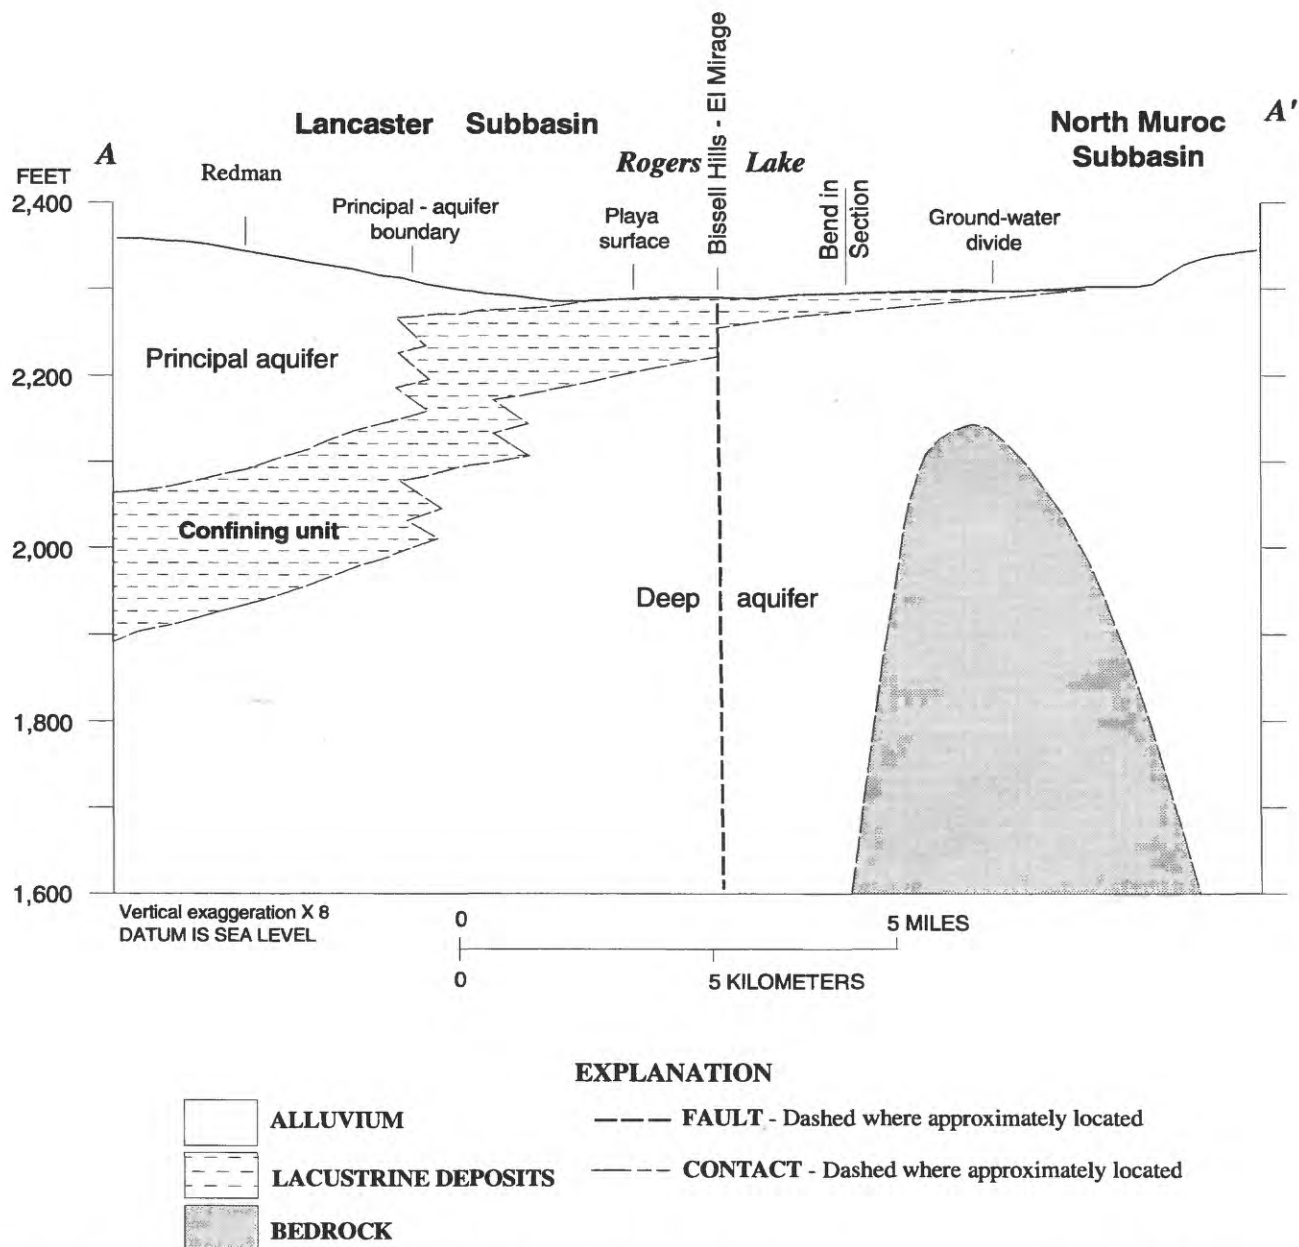 Lancaster Subbasin
Bissell Hills - El Mirage
North Muroc
Subbasin
A
A'
FEET
Redman
Rogers Lake
Principal - aquifer
boundary
Playa
surface
Bend in
Section
Ground-water
divide
2,400
Principal aquifer
2,200
Confining unit
2,000
Deep aquifer
1,800
1,600
Vertical exaggeration X 8
DATUM IS SEA LEVEL
0 5 MILES
0 5 KILOMETERS
EXPLANATION
ALLUVIUM
LACUSTRINE DEPOSITS
BEDROCK
FAULT - Dashed where approximately located
CONTACT - Dashed where approximately located